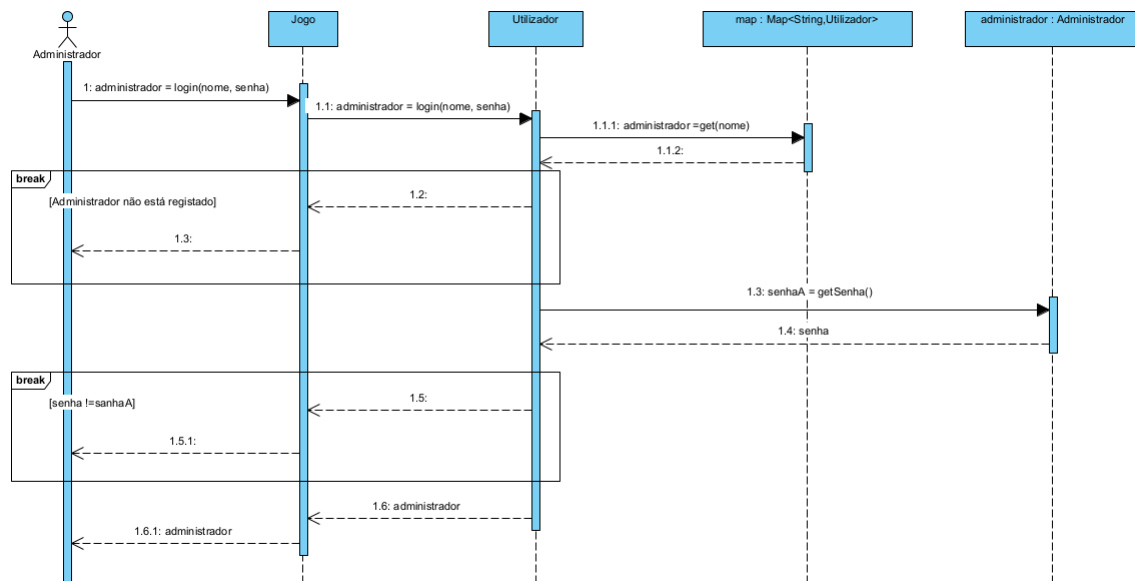 Jogo
Utilizador
map : Map<String,Utilizador>
administrador : Administrador
Administrador
1: administrador = login(nome, senha)
1.1: administrador = login(nome, senha)
1.1.1: administrador =get(nome)
1.1.2:
break
[Administrador não está registado]
1.2:
1.3:
1.3: senhaA = getSenha()
1.4: senha
break
[senha !=sanhaA]
1.5:
1.5.1:
1.6: administrador
1.6.1: administrador